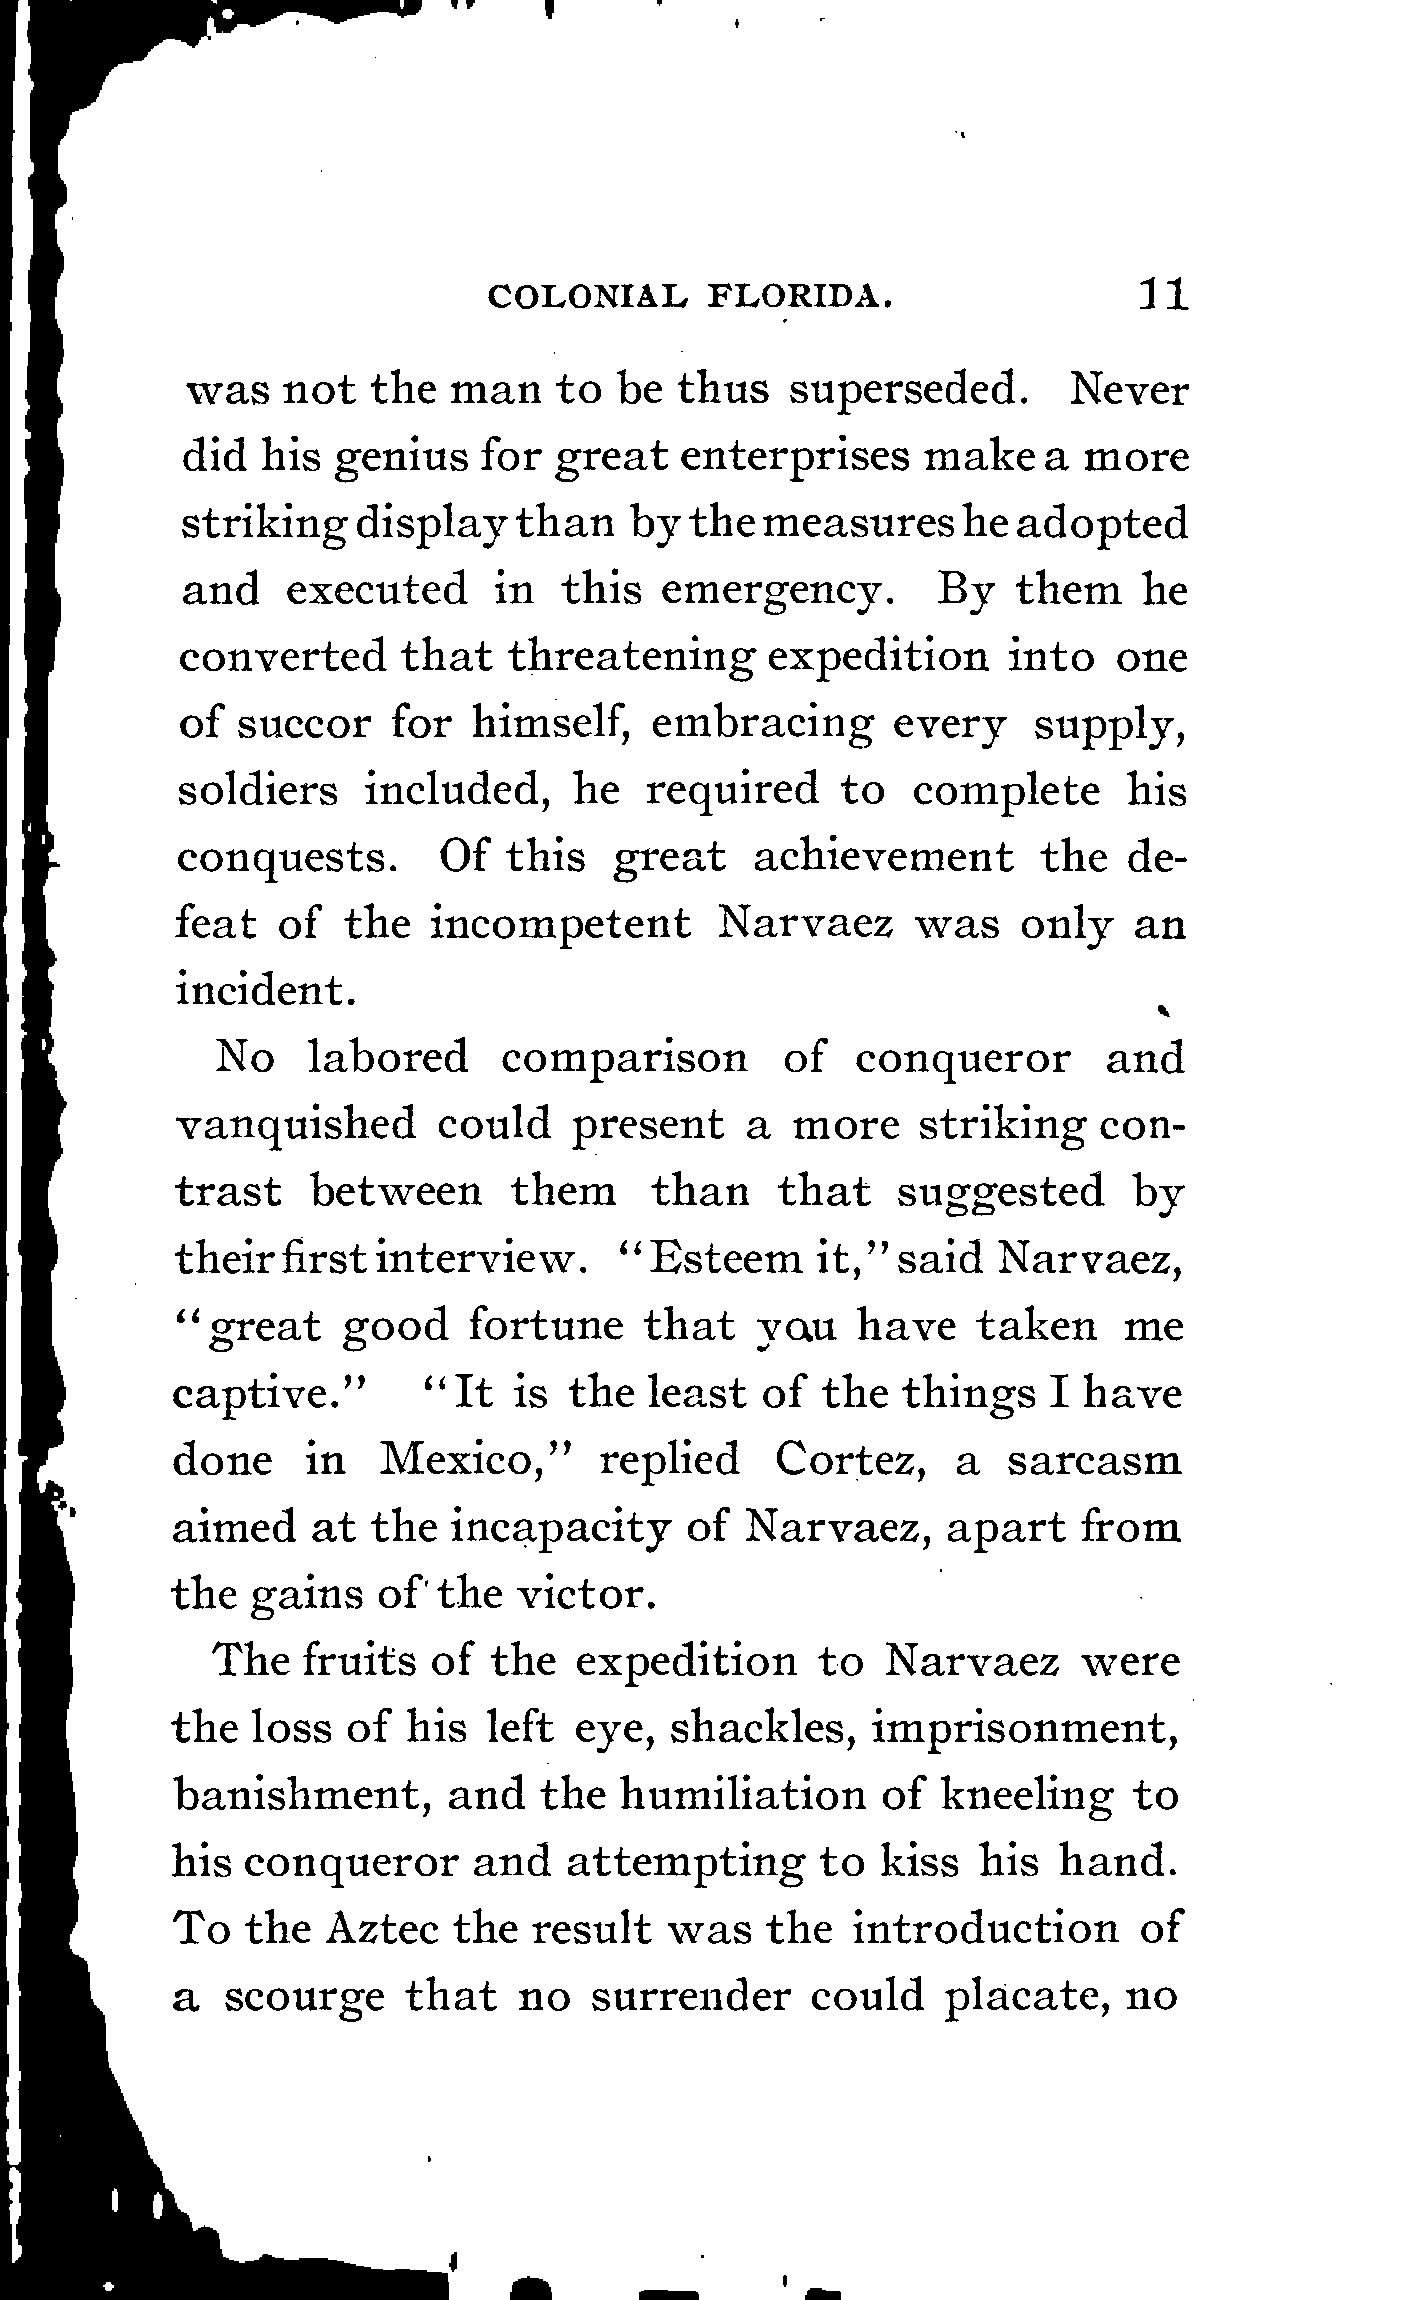 COLONIAL FLORIDA. 11
was not the man to be thus superseded. Never
did his genius for great enterprises make a more
striking display than by the measures he adopted
and executed in this emergency. By them he
converted that threatening expedition into one
of succor for himself, embracing every supply,
soldiers included, he required to complete his
conquests. Of this great achievement the de-
feat of the incompetent Narvaez was only an
incident.
No labored comparison of conqueror and
vanquished could present a more striking con-
trast between them than that suggested by
their first interview. "Esteem it," said Narvaez,
"great good fortune that you have taken me
captive." "It is the least of the things I have
done in Mexico," replied Cortez, a sarcasm
aimed at the incapacity of Narvaez, apart from
the gains of the victor.
The fruits of the expedition to Narvaez were
the loss of his left eye, shackles, imprisonment,
banishment, and the humiliation of kneeling to
his conqueror and attempting to kiss his hand.
To the Aztec the result was the introduction of
a scourge that no surrender could placate, no